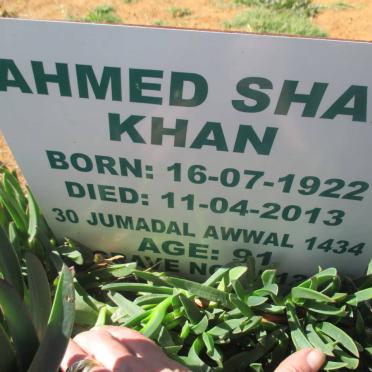 AHMED SHA
KHAN
BORN: 16-07-1922
DIED: 11-04-2013
30 JUMADAL AWWAL 1434
AGE: 91